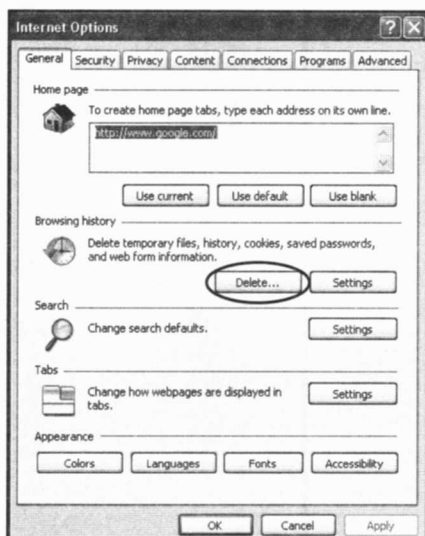 Internet Options
General Security Privacy Content Connections Programs Advanced
Home page
To create home page tabs, type each address on its own line.
http://www.google.com/
Use current Use default Use blank
Browsing history
Delete temporary files, history, cookies, saved passwords,
and web form information.
Delete... Settings
Search
Change search defaults. Settings
Tabs
Change how webpages are displayed in
tabs. Settings
Appearance
Colors Languages Fonts Accessibility
OK Cancel Apply